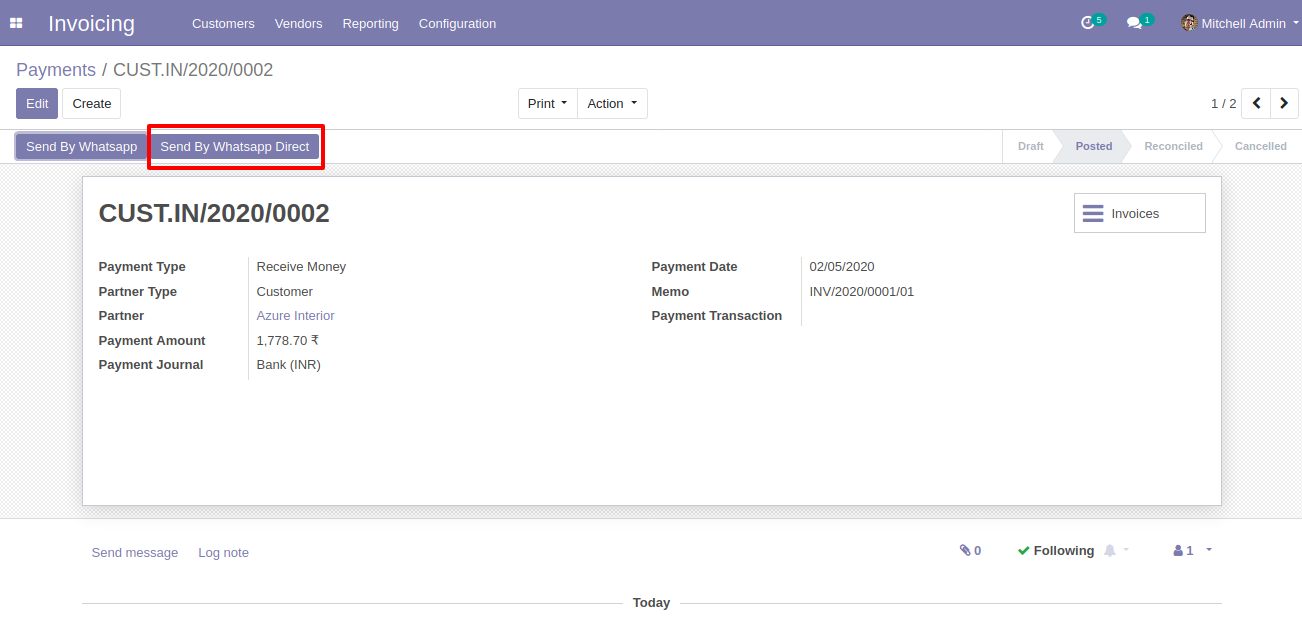 Invoicing Customers Vendors Reporting Configuration 5 1 Mitchell Admin
Payments / CUST.IN/2020/0002
Edit Create Print Action 1 / 2
Send By Whatsapp Send By Whatsapp Direct Draft Posted Reconciled Cancelled
CUST.IN/2020/0002 Invoices
Payment Type Receive Money Payment Date 02/05/2020
Partner Type Customer Memo INV/2020/0001/01
Partner Azure Interior Payment Transaction
Payment Amount 1,778.70 ₹
Payment Journal Bank (INR)
Send message Log note 0 Following 1
Today